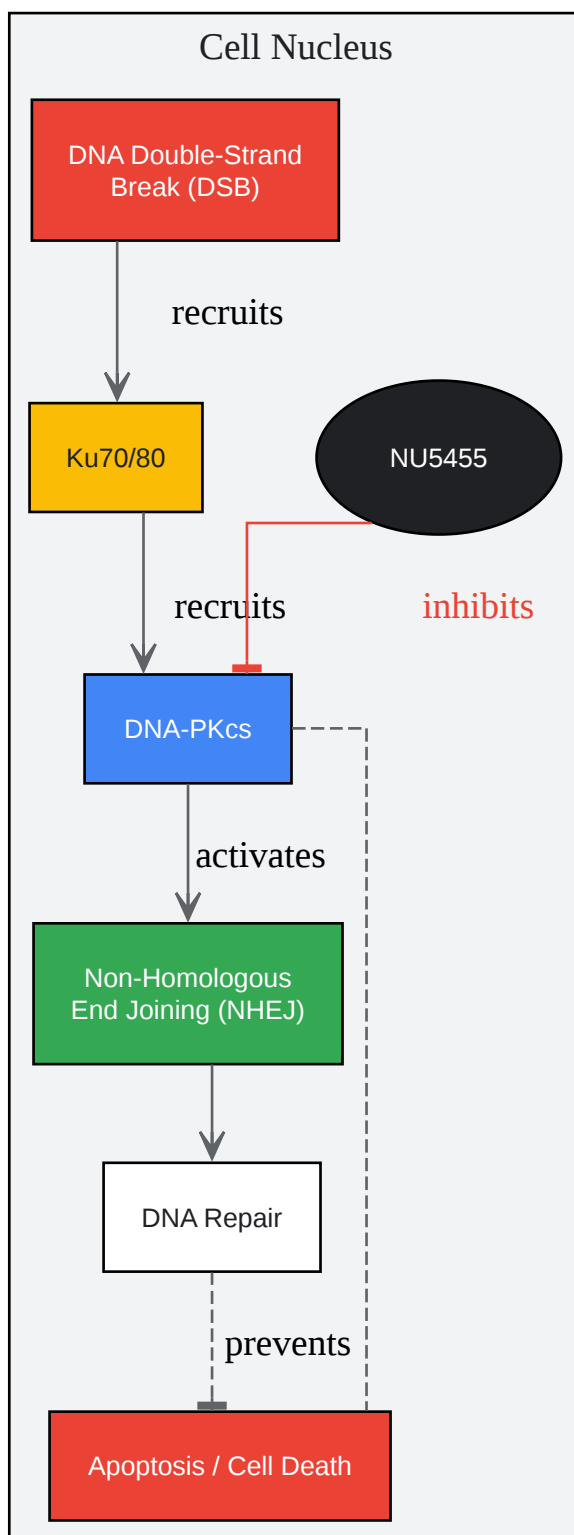 Cell Nucleus
DNA Double-Strand
Break (DSB)
recruits
Ku70/80
NU5455
recruits
inhibits
DNA-PKcs
activates
Non-Homologous
End Joining (NHEJ)
DNA Repair
prevents
Apoptosis / Cell Death